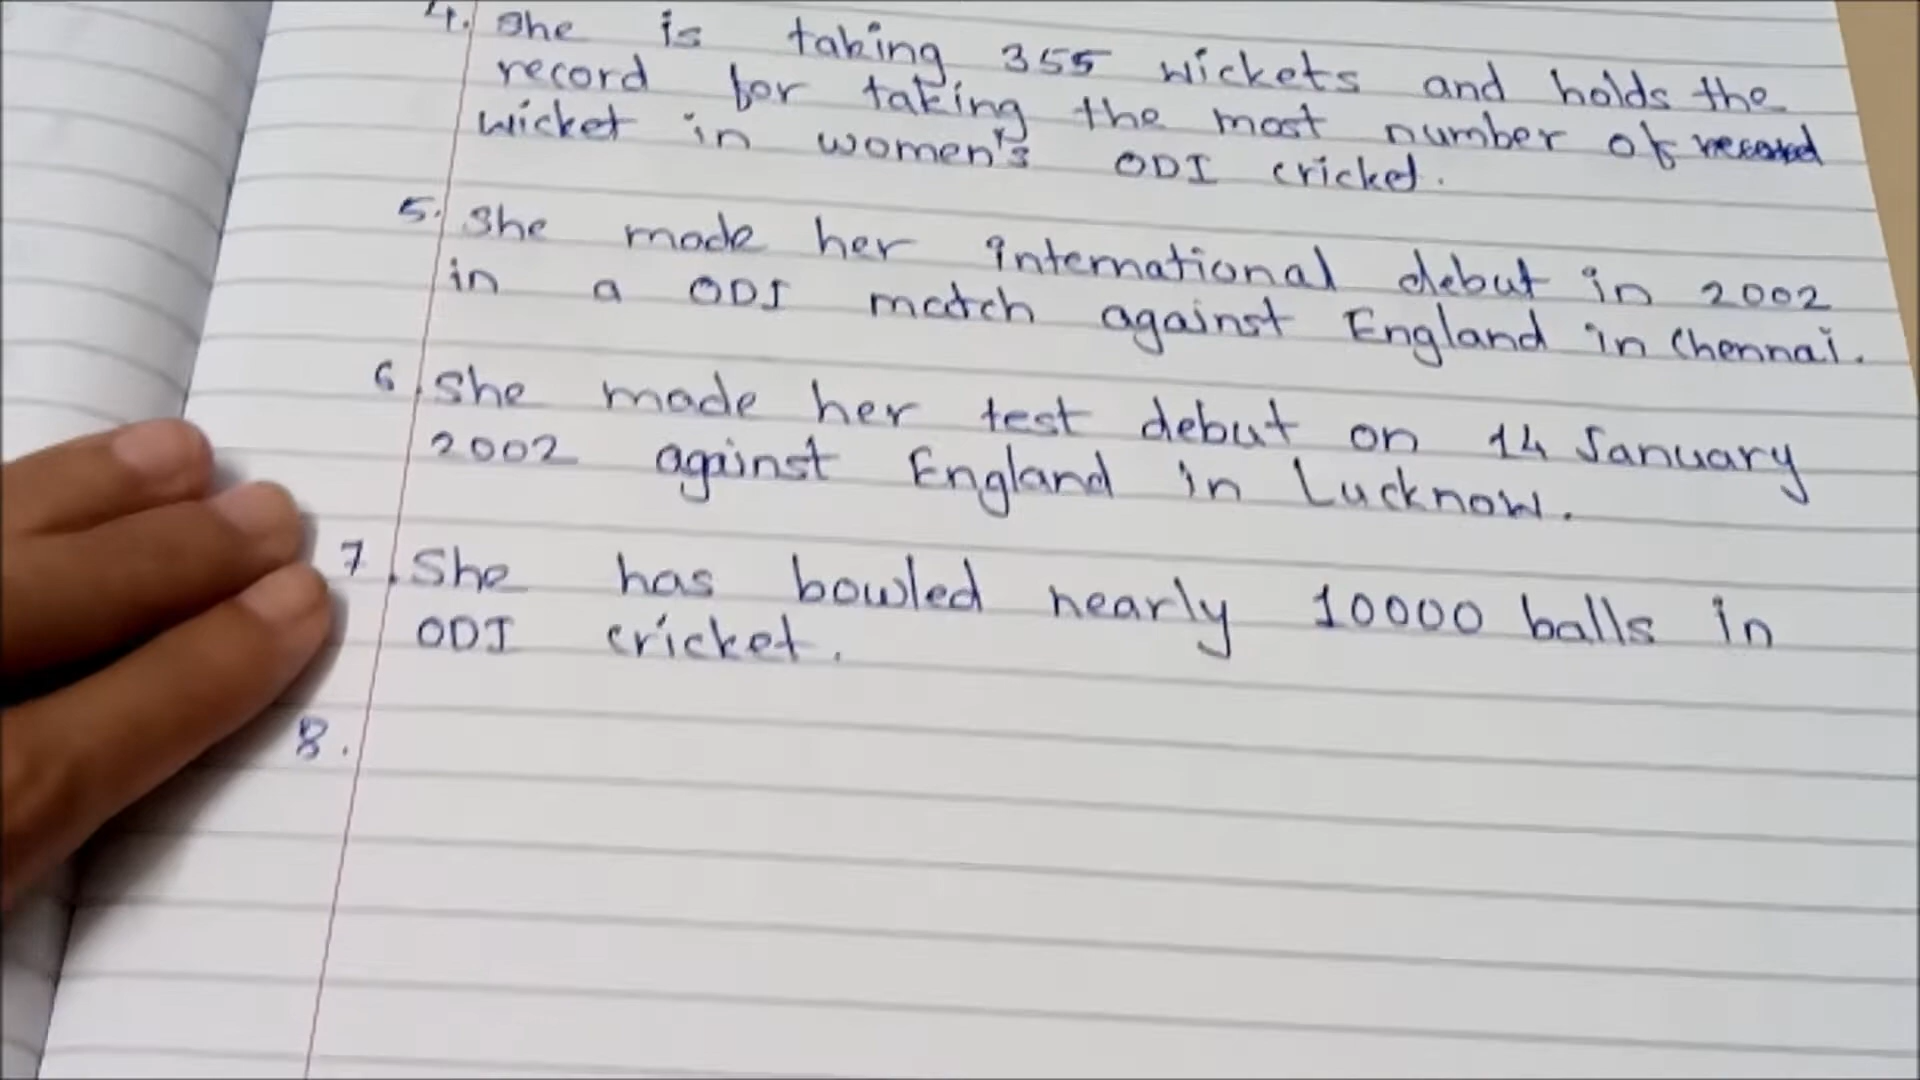 4. She is taking 355 wickets and holds the
record for taking the most number of record
wicket in women's ODI cricket.
5. She made her international debut in 2002
in a ODI match against England in Chennai.
6. She made her test debut on 14 January
2002 against England in Lucknow.
7. She has bowled nearly 10000 balls in
ODI cricket.
8.